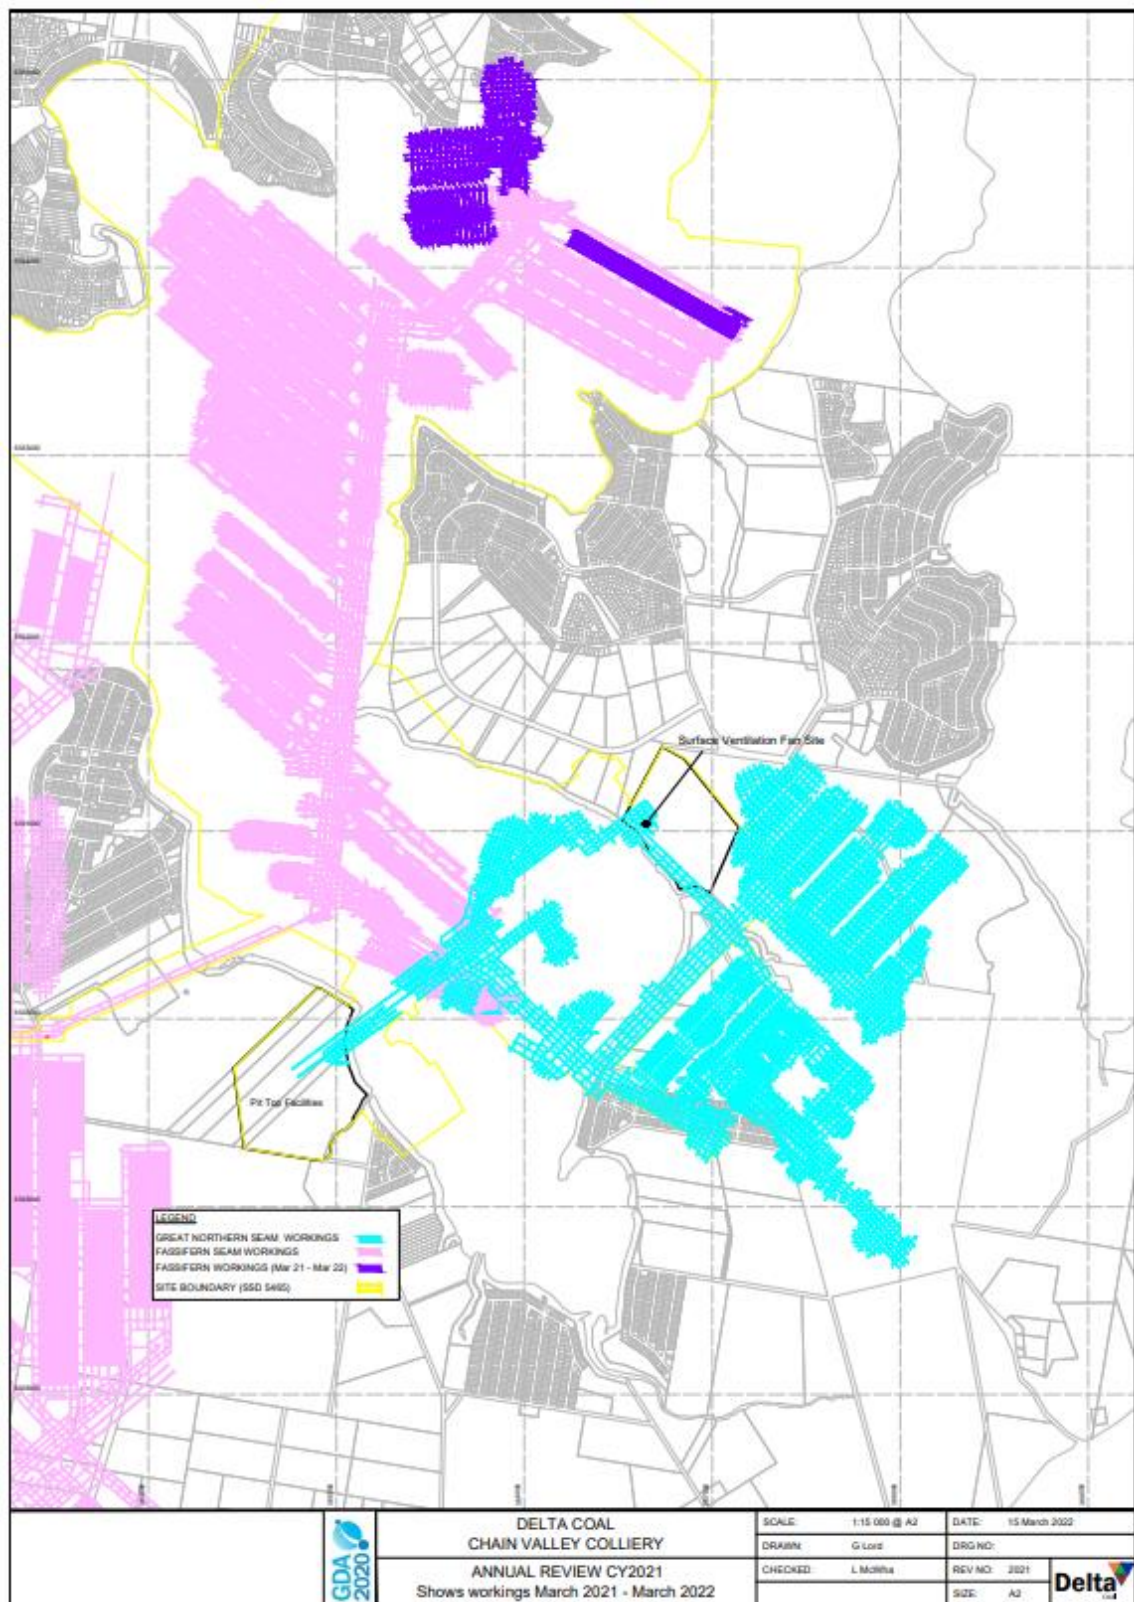 Surface Ventilation Fan Site
Pit Top Facilities
LEGEND
GREAT NORTHERN SEAM WORKINGS
FASSIFERN SEAM WORKINGS
FASSIFERN WORKINGS (Mar 21 - Mar 22)
SITE BOUNDARY (SSD 5465)
GDA
2020
DELTA COAL
CHAIN VALLEY COLLIERY
ANNUAL REVIEW CY2021
Shows workings March 2021 - March 2022
SCALE: 1:15 000 @ A2
DATE: 15 March 2022
DRAWN: G Lord
DRG NO:
CHECKED:
REV NO: 2021
SIZE: A2
Delta